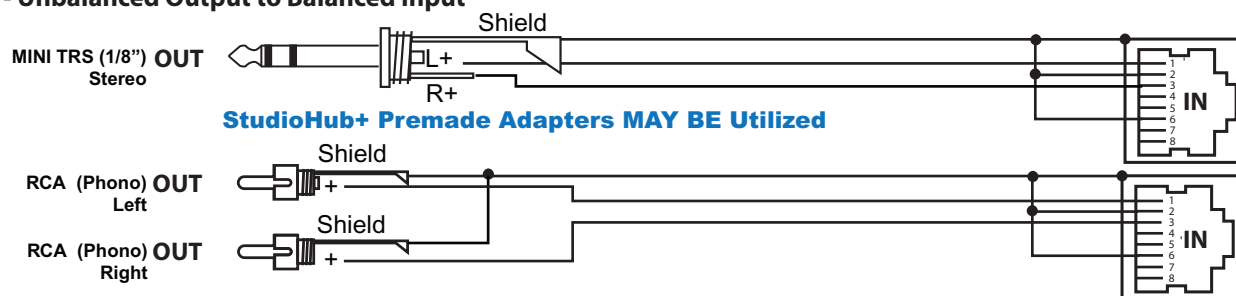 - Unbalanced Output to Balanced Input
Shield
MINI TRS (1/8”) OUT
Stereo
L+
R+
1
2
3
4
5
6
7
8
IN
StudioHub+ Premade Adapters MAY BE Utilized
Shield
RCA (Phono) OUT
Left
+
Shield
RCA (Phono) OUT
Right
+
1
2
3
4
5
6
7
8
IN